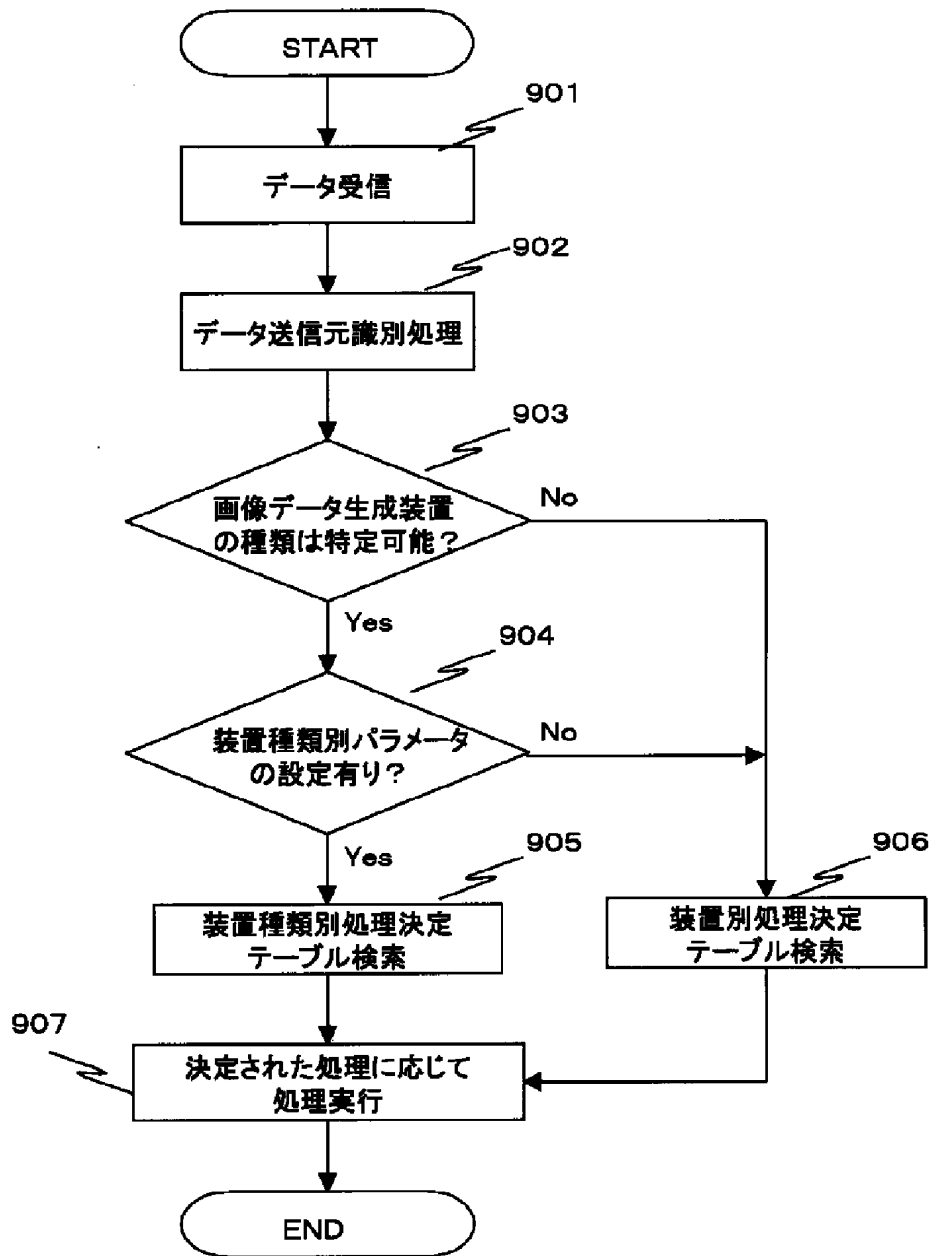 START
901
データ受信
902
データ送信元識別処理
903
画像データ生成装置
の種類は特定可能？
No
Yes
904
装置種類別パラメータ
の設定有り？
No
Yes
905
装置種類別処理決定
テーブル検索
906
装置別処理決定
テーブル検索
907
決定された処理に応じて
処理実行
END